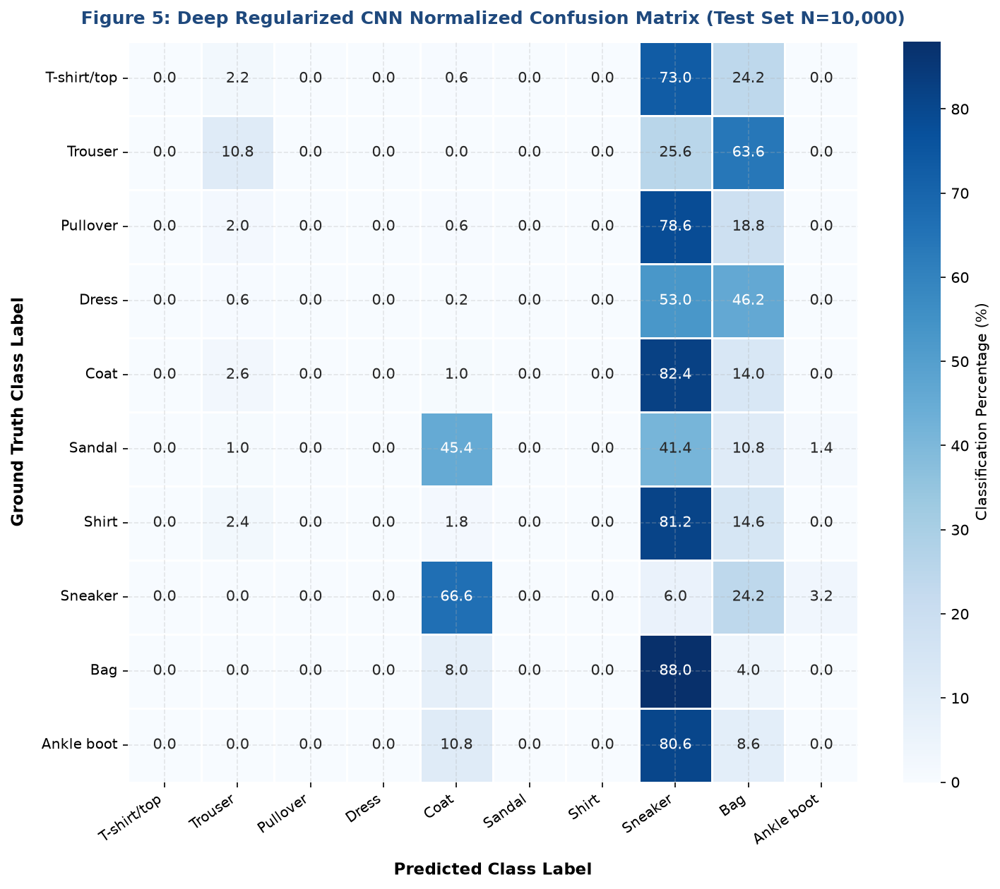 Figure 5: Deep Regularized CNN Normalized Confusion Matrix (Test Set N=10,000)
T-shirt/top 0.0 2.2 0.0 0.0 0.6 0.0 0.0 73.0 24.2 0.0
Trouser 0.0 10.8 0.0 0.0 0.0 0.0 0.0 25.6 63.6 0.0
Pullover 0.0 2.0 0.0 0.0 0.6 0.0 0.0 78.6 18.8 0.0
Dress 0.0 0.6 0.0 0.0 0.2 0.0 0.0 53.0 46.2 0.0
Coat 0.0 2.6 0.0 0.0 1.0 0.0 0.0 82.4 14.0 0.0
Sandal 0.0 1.0 0.0 0.0 45.4 0.0 0.0 41.4 10.8 1.4
Shirt 0.0 2.4 0.0 0.0 1.8 0.0 0.0 81.2 14.6 0.0
Sneaker 0.0 0.0 0.0 0.0 66.6 0.0 0.0 6.0 24.2 3.2
Bag 0.0 0.0 0.0 0.0 8.0 0.0 0.0 88.0 4.0 0.0
Ankle boot 0.0 0.0 0.0 0.0 10.8 0.0 0.0 80.6 8.6 0.0
T-shirt/top Trouser Pullover Dress Coat Sandal Shirt Sneaker Bag Ankle boot
Predicted Class Label
Ground Truth Class Label
80
70
60
50
40
30
20
10
0
Classification Percentage (%)